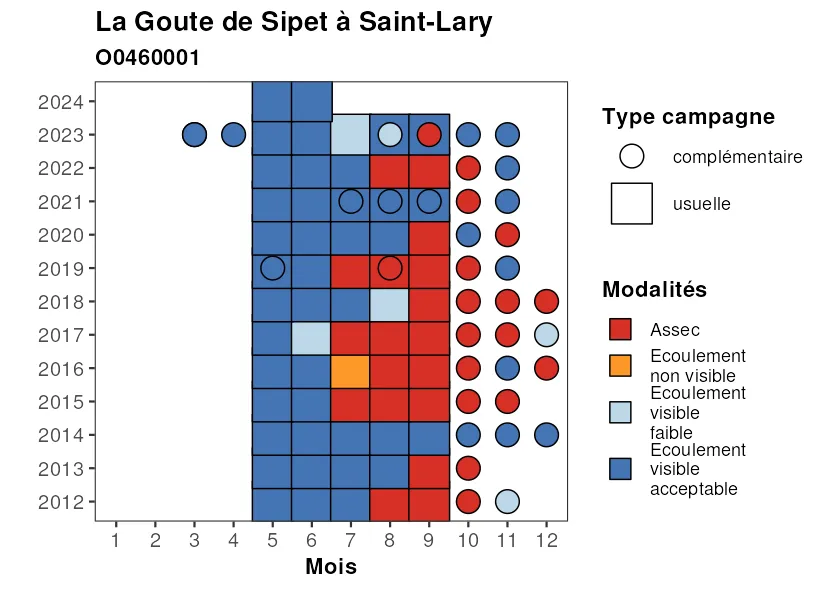 La Goute de Sipet à Saint-Lary
O0460001
2024
2023
2022
2021
2020
2019
2018
2017
2016
2015
2014
2013
2012
1 2 3 4 5 6 7 8 9 10 11 12
Mois
Type campagne
complémentaire
usuelle
Modalités
Assec
Ecoulement
non visible
Ecoulement
visible
faible
Ecoulement
visible
acceptable